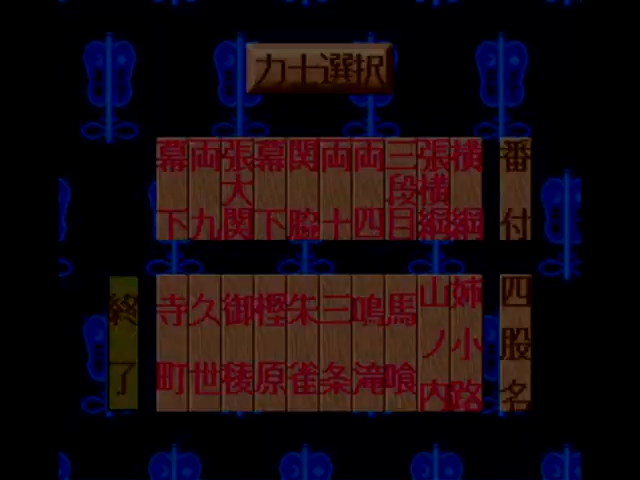 力士選択
番付
横綱
張横綱
三段目
両四
両十
関脇
幕下
張大関
両九
幕下
四股名
姉小路
山ノ内
馬喰
鳴滝
三条
朱雀
樫原
御稜
久世
寺町
終了